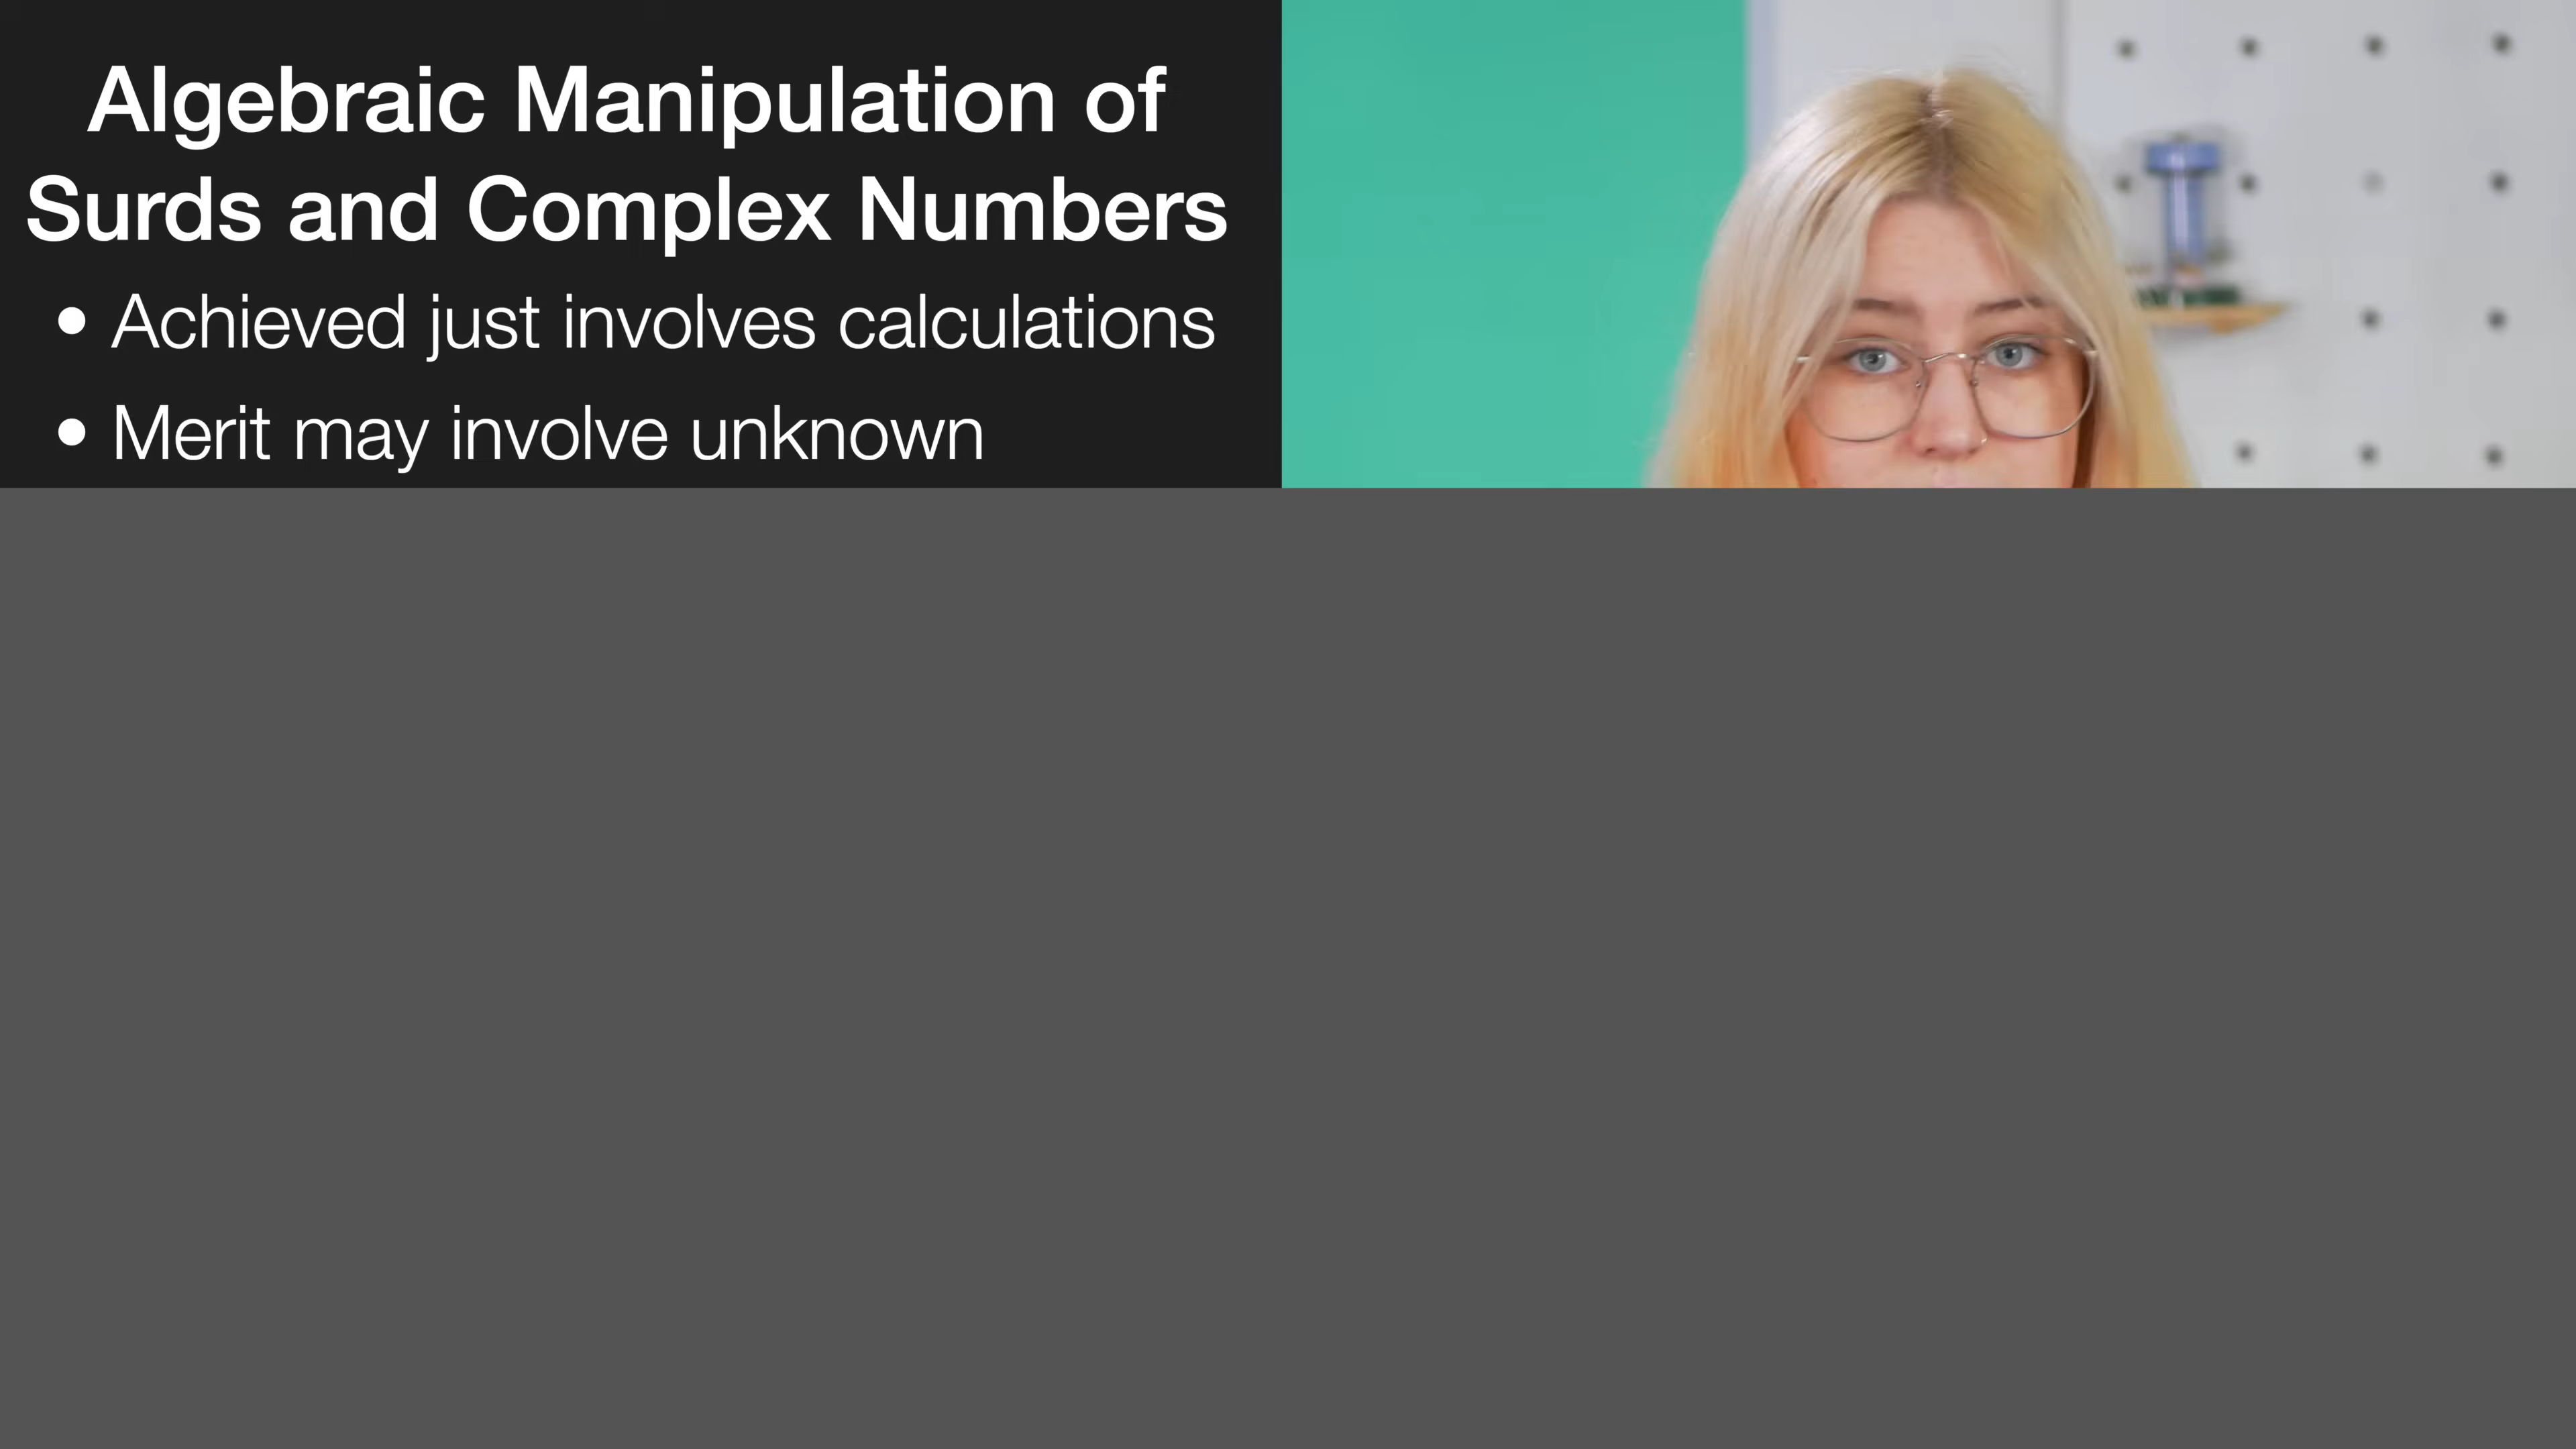 Algebraic Manipulation of
Surds and Complex Numbers
• Achieved just involves calculations
• Merit may involve unknown